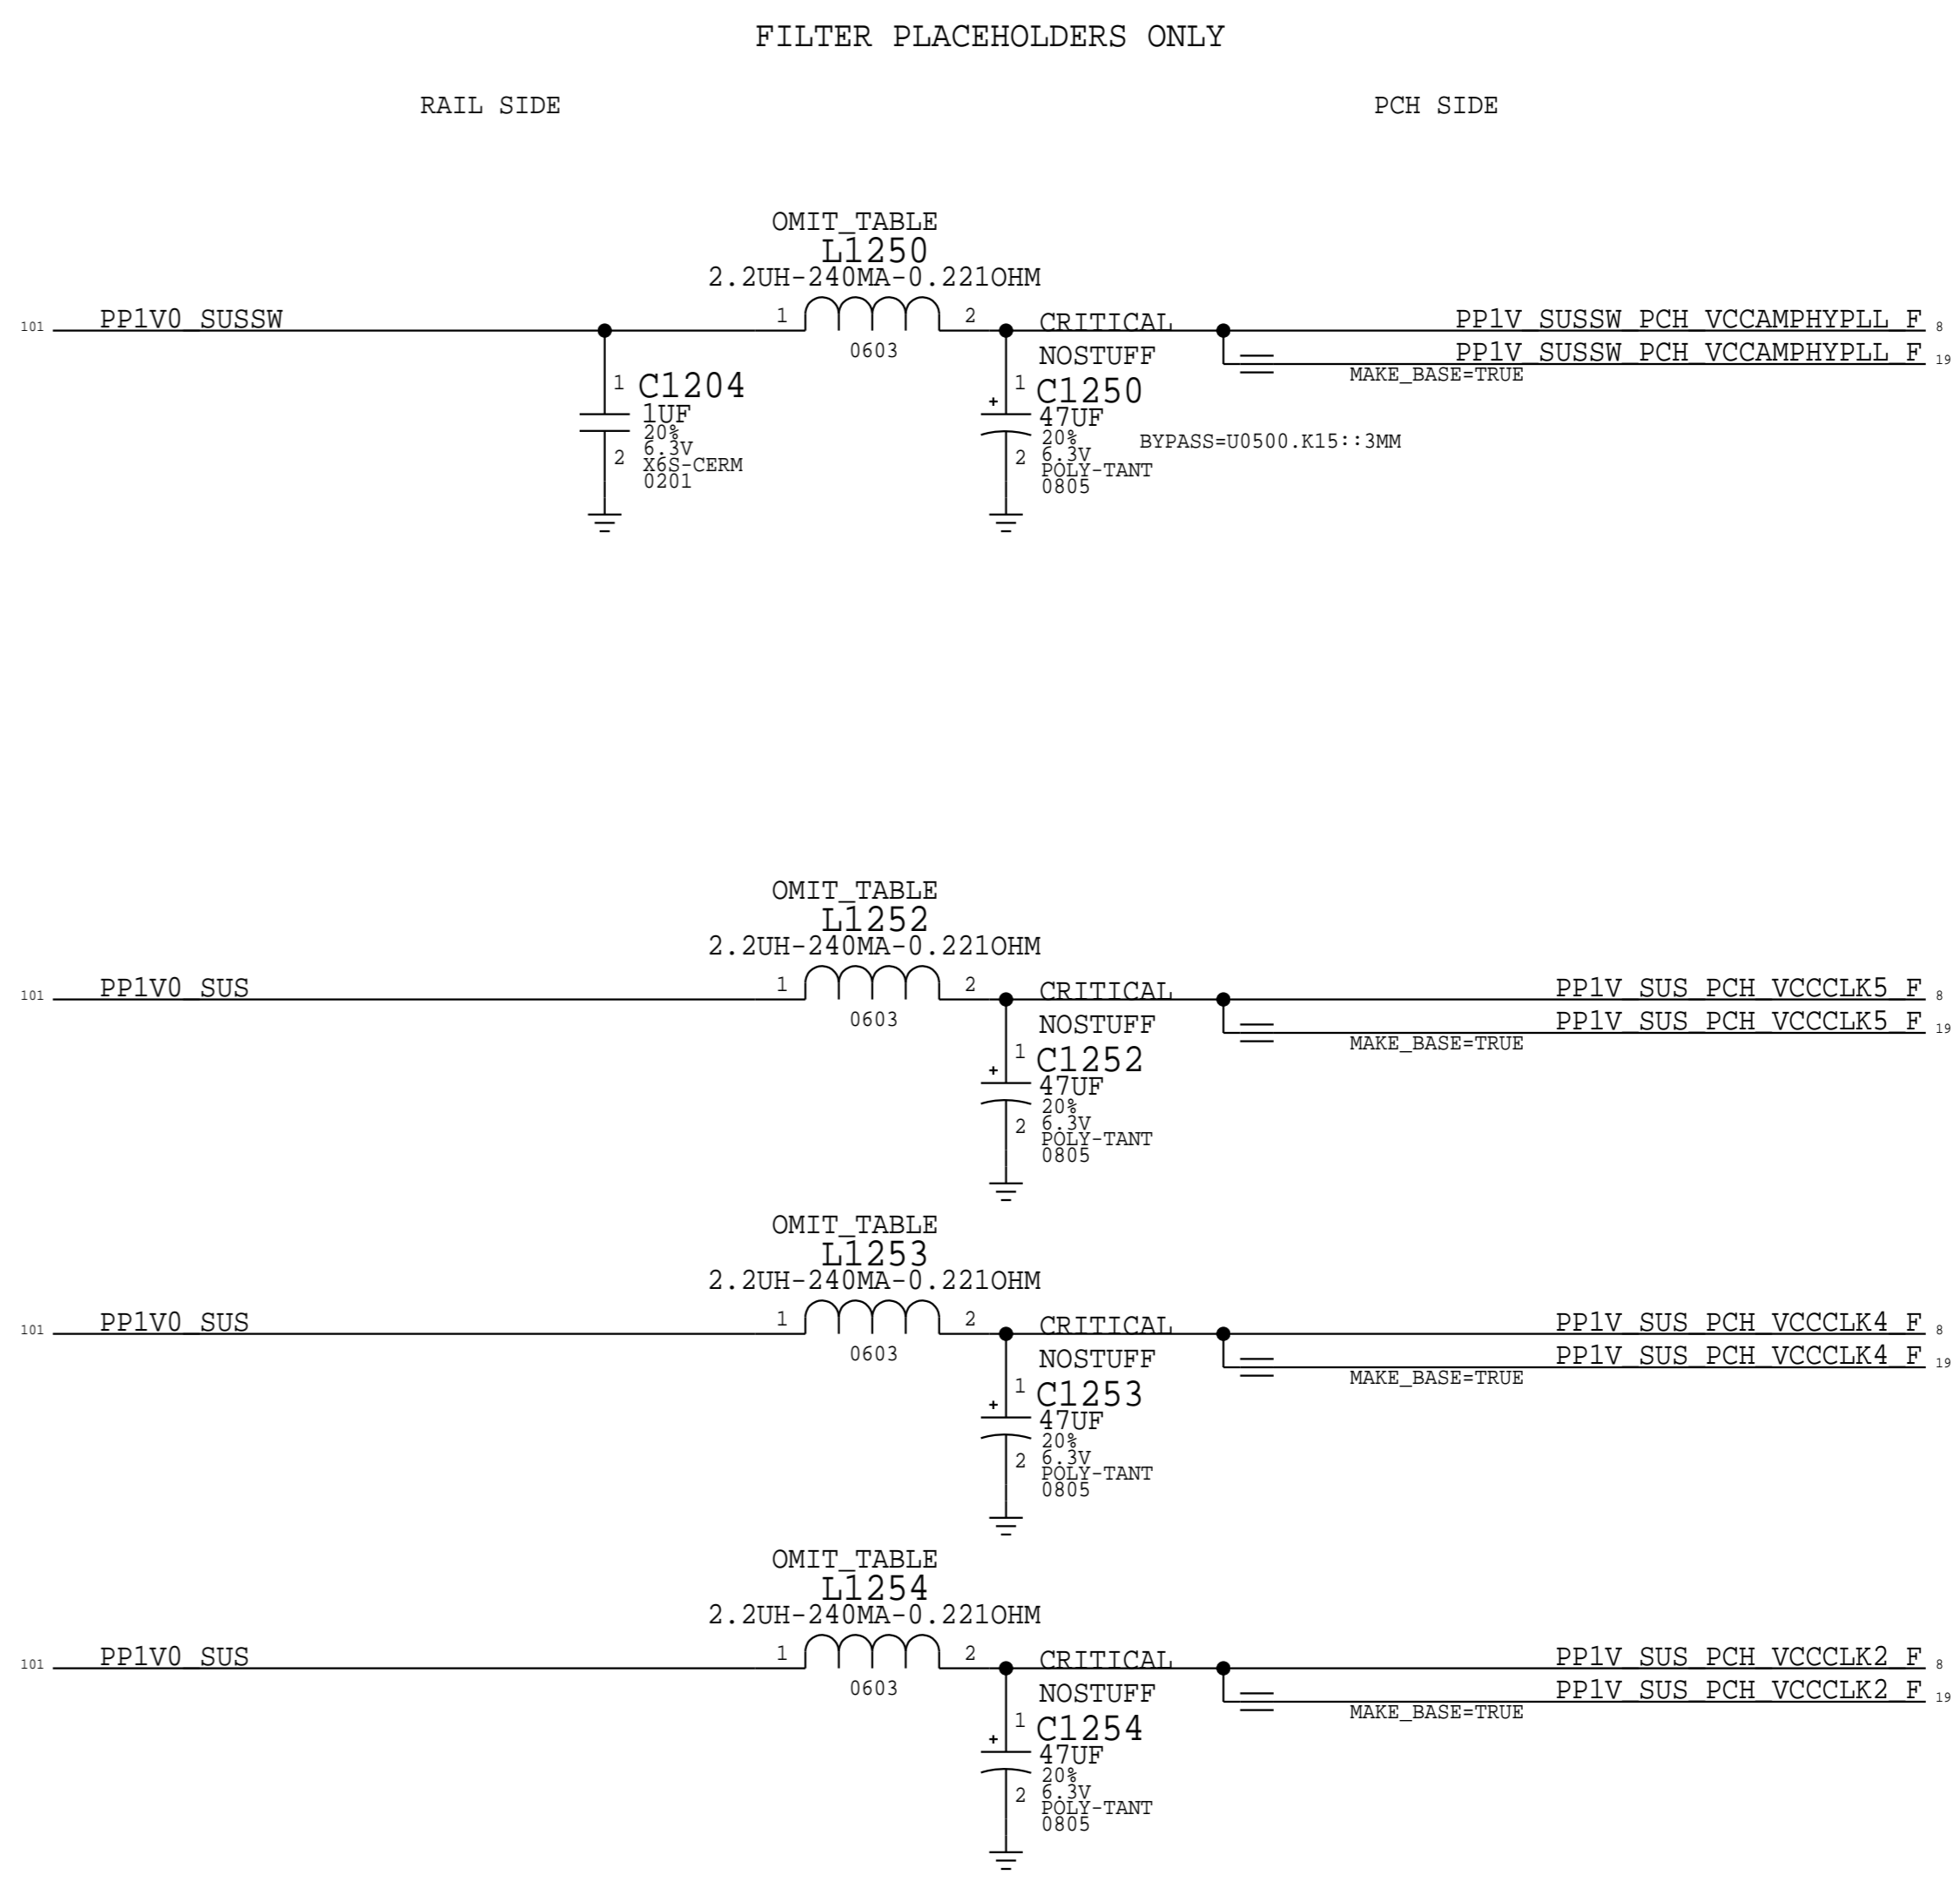 FILTER PLACEHOLDERS ONLY
RAIL SIDE
PCH SIDE
OMIT_TABLE
L1250
2.2UH-240MA-0.221OHM
101 PP1V0_SUSSW
1 2
0603
CRITICAL
NOSTUFF
PP1V_SUSSW_PCH_VCCAMPHYPLL_F 8
PP1V_SUSSW_PCH_VCCAMPHYPLL_F 19
MAKE_BASE=TRUE
1 C1204
1UF
20%
6.3V
2 X6S-CERM
0201
1 C1250
+ 47UF
20%
2 6.3V
POLY-TANT
0805
BYPASS=U0500.K15::3MM
OMIT_TABLE
L1252
2.2UH-240MA-0.221OHM
101 PP1V0_SUS
1 2
0603
CRITICAL
NOSTUFF
PP1V_SUS_PCH_VCCCLK5_F 8
PP1V_SUS_PCH_VCCCLK5_F 19
MAKE_BASE=TRUE
1 C1252
+ 47UF
20%
2 6.3V
POLY-TANT
0805
OMIT_TABLE
L1253
2.2UH-240MA-0.221OHM
101 PP1V0_SUS
1 2
0603
CRITICAL
NOSTUFF
PP1V_SUS_PCH_VCCCLK4_F 8
PP1V_SUS_PCH_VCCCLK4_F 19
MAKE_BASE=TRUE
1 C1253
+ 47UF
20%
2 6.3V
POLY-TANT
0805
OMIT_TABLE
L1254
2.2UH-240MA-0.221OHM
101 PP1V0_SUS
1 2
0603
CRITICAL
NOSTUFF
PP1V_SUS_PCH_VCCCLK2_F 8
PP1V_SUS_PCH_VCCCLK2_F 19
MAKE_BASE=TRUE
1 C1254
+ 47UF
20%
2 6.3V
POLY-TANT
0805